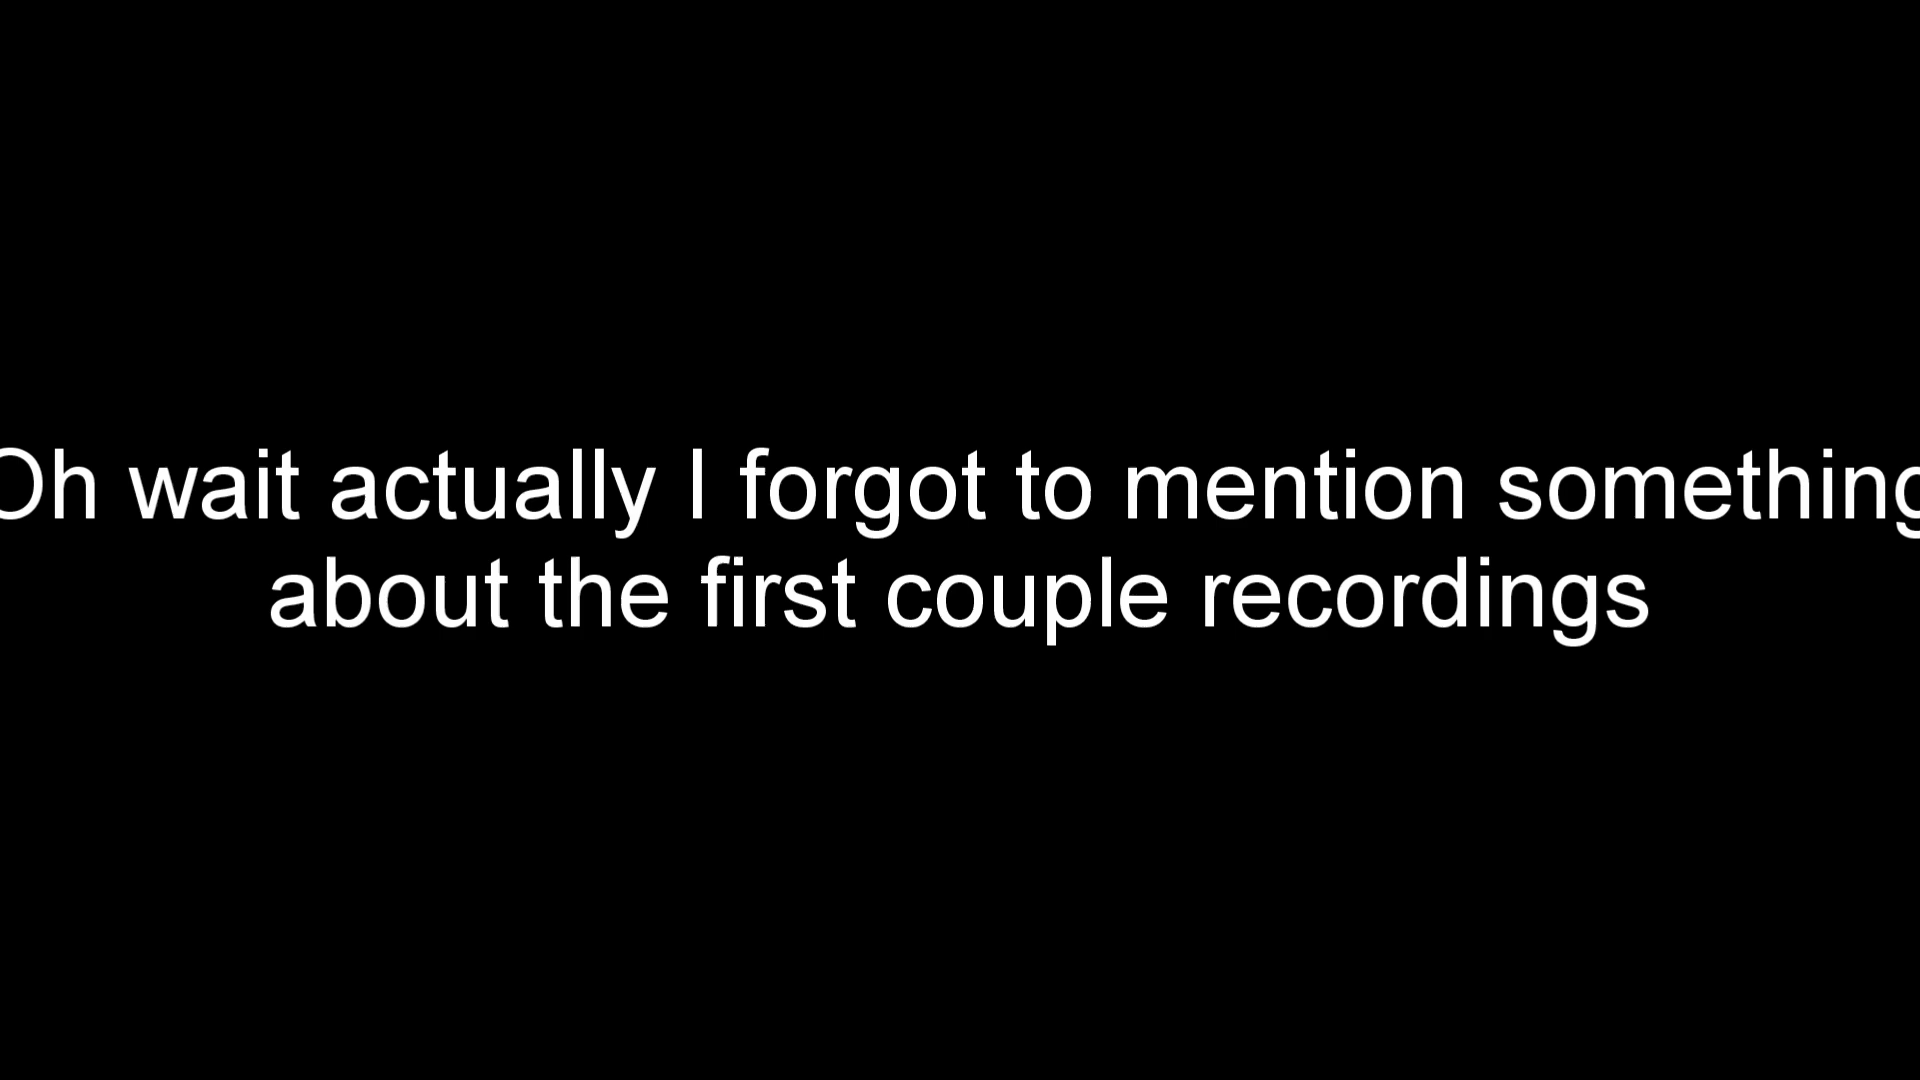 Oh wait actually I forgot to mention something
about the first couple recordings